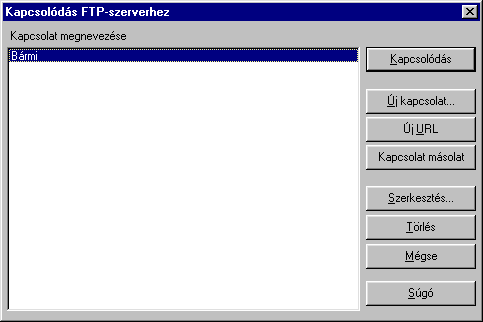 Kapcsolódás FTP-szerverhez
Kapcsolat megnevezése
Bármi
Kapcsolódás
Új kapcsolat...
Új URL
Kapcsolat másolat
Szerkesztés...
Törlés
Mégse
Súgó